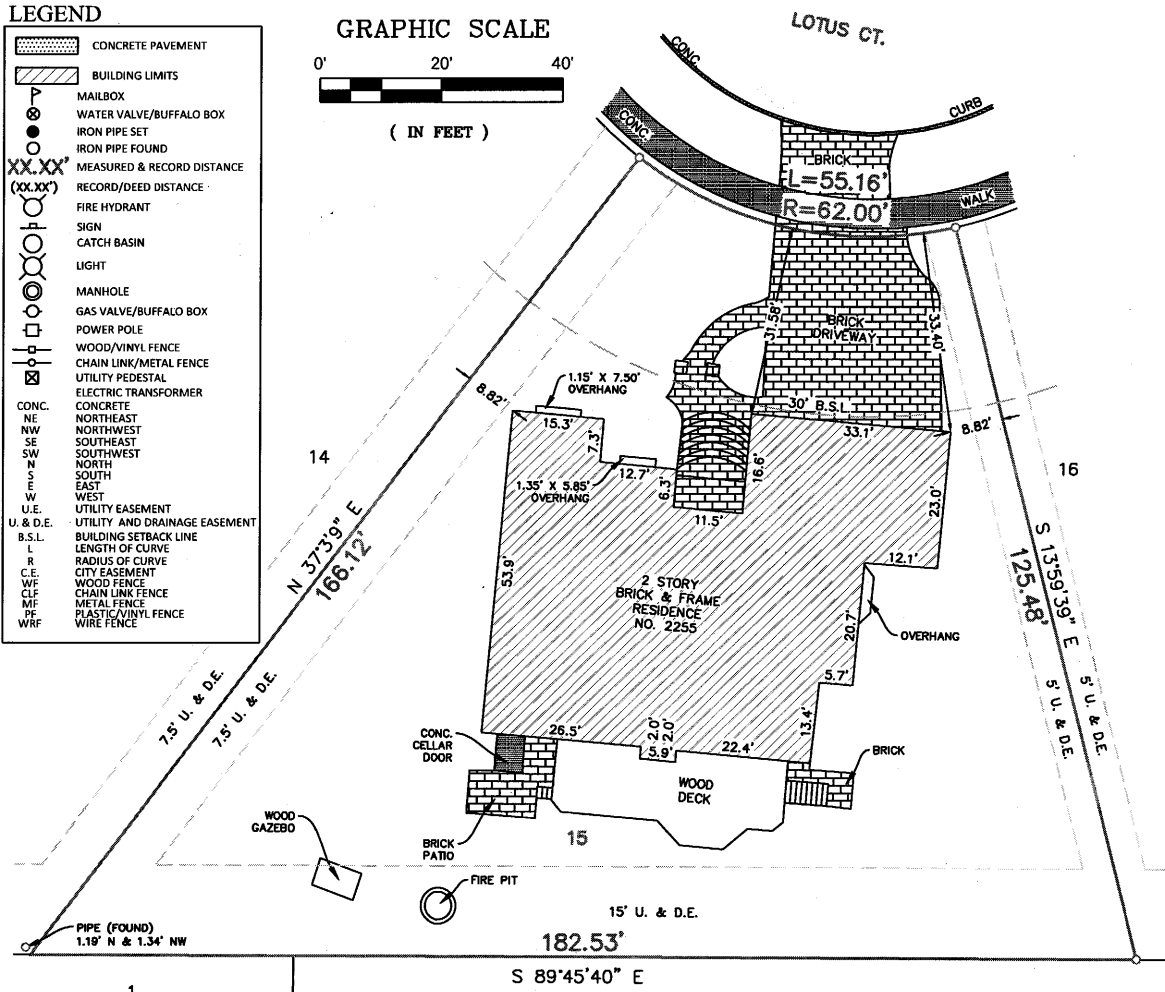 LEGEND
CONCRETE PAVEMENT
BUILDING LIMITS
MAILBOX
WATER VALVE/BUFFALO BOX
IRON PIPE SET
IRON PIPE FOUND
XX.XX' MEASURED & RECORD DISTANCE
(XX.XX') RECORD/DEED DISTANCE
FIRE HYDRANT
SIGN
CATCH BASIN
LIGHT
MANHOLE
GAS VALVE/BUFFALO BOX
POWER POLE
WOOD/VINYL FENCE
CHAIN LINK/METAL FENCE
UTILITY PEDESTAL
ELECTRIC TRANSFORMER
CONC. CONCRETE
NE NORTHEAST
NW NORTHWEST
SE SOUTHEAST
SW SOUTHWEST
N NORTH
S SOUTH
E EAST
W WEST
U.E. UTILITY EASEMENT
U. & D.E. UTILITY AND DRAINAGE EASEMENT
B.S.L. BUILDING SETBACK LINE
L LENGTH OF CURVE
R RADIUS OF CURVE
C.E. CITY EASEMENT
WF WOOD FENCE
CLF CHAIN LINK FENCE
MF METAL FENCE
PF PLASTIC/VINYL FENCE
WRF WIRE FENCE
GRAPHIC SCALE
0' 20' 40'
( IN FEET )
LOTUS CT.
CONC.
CURB
CONC.
WALK
BRICK
L=55.16'
R=62.00'
31.58'
BRICK
DRIVEWAY
33.40'
30' B.S.L.
33.1'
8.82'
8.82'
1.15' X 7.50'
OVERHANG
15.3'
7.3'
12.7'
1.35' X 5.85'
OVERHANG
6.3'
16.6'
11.5'
23.0'
12.1'
14
16
N 37°3'9" E
166.12'
53.9'
2 STORY
BRICK & FRAME
RESIDENCE
NO. 2255
20.7'
OVERHANG
5.7'
13.4'
S 13°59'39" E
125.48'
5' U. & D.E.
5' U. & D.E.
7.5' U. & D.E.
7.5' U. & D.E.
26.5'
2.0'
2.0'
5.9'
22.4'
CONC.
CELLAR
DOOR
BRICK
WOOD
DECK
WOOD
GAZEBO
BRICK
PATIO
15
FIRE PIT
15' U. & D.E.
PIPE (FOUND)
1.19' N & 1.34' NW
182.53'
S 89°45'40" E
1